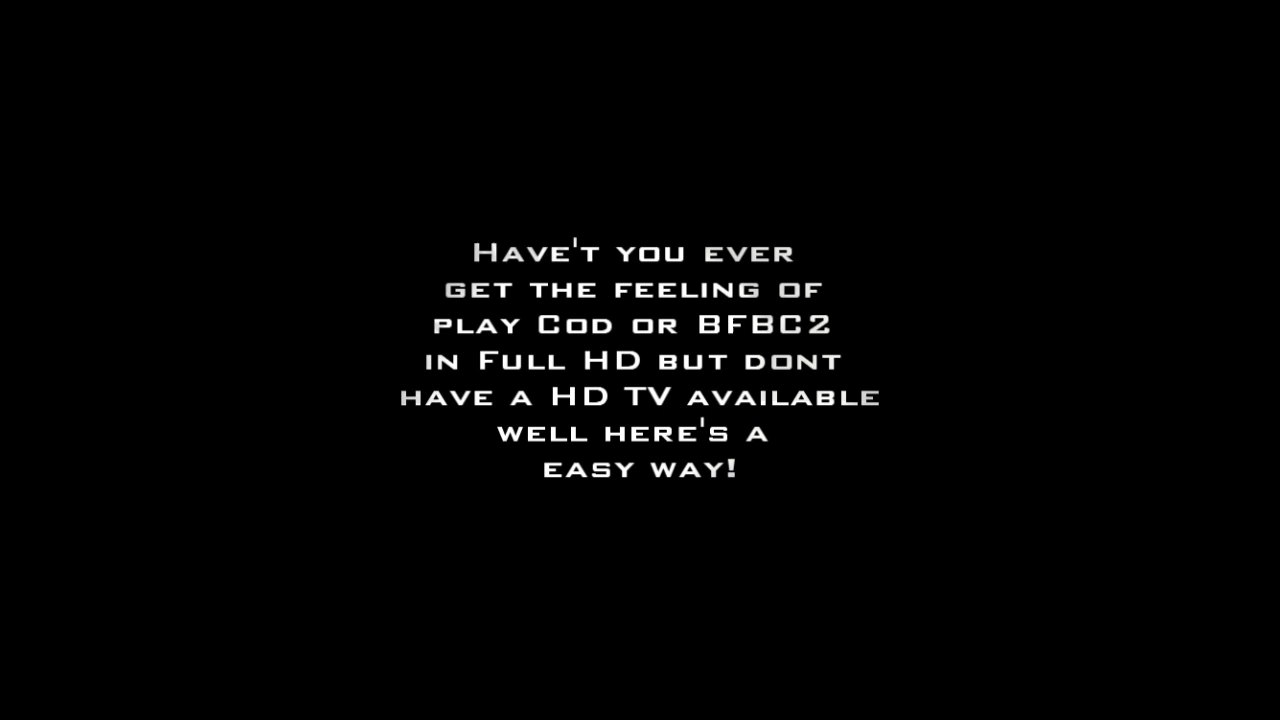 Have't you ever
get the feeling of
play Cod or BFBC2
in Full HD but dont
have a HD TV available
well here's a
easy way!